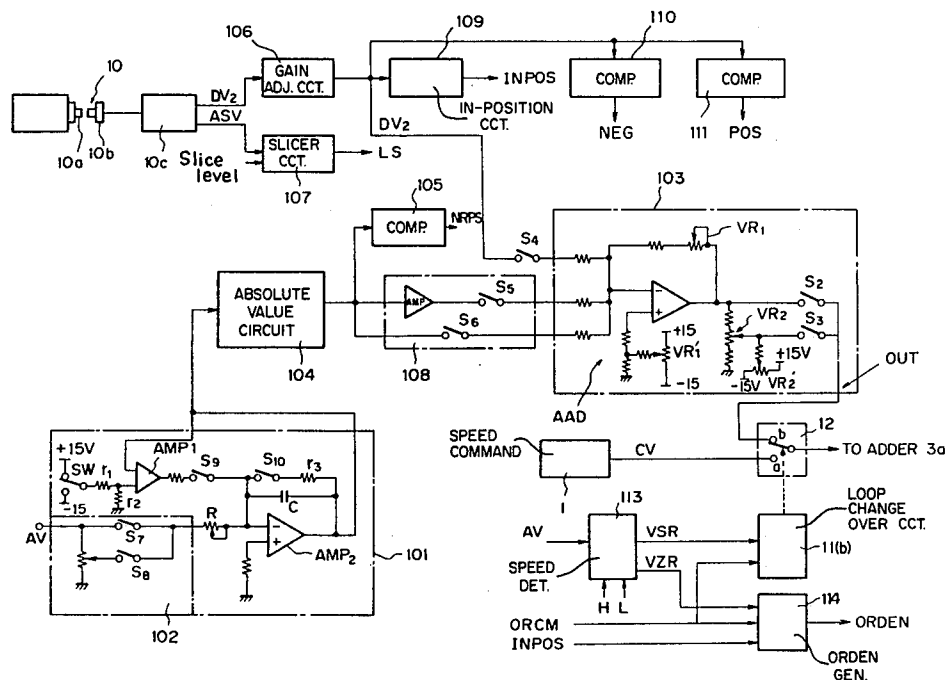 106
109
110
10
GAIN
ADJ. CCT.
INPOS
COMP.
COMP.
DV2
ASV
IN-POSITION
CCT.
111
NEG
POS
DV2
10a
10b
10c
Slice
level
SLICER
CCT.
LS
107
105
COMP.
NRPS
103
S4
VR1
ABSOLUTE
VALUE
CIRCUIT
104
AMP
S5
S6
108
S2
VR2
S3
+15
VR1'
-15
+15V
-15V
VR2'
AAD
OUT
+15V
SW
r1
AMP1
S9
S10
r3
-15
r2
C
R
AV
S7
S8
AMP2
101
102
SPEED
COMMAND
CV
1
12
b
a
TO ADDER 3a
113
AV
VSR
VZR
SPEED
DET.
H L
LOOP
CHANGE
OVER CCT.
11(b)
114
ORCM
INPOS
ORDEN
ORDEN
GEN.